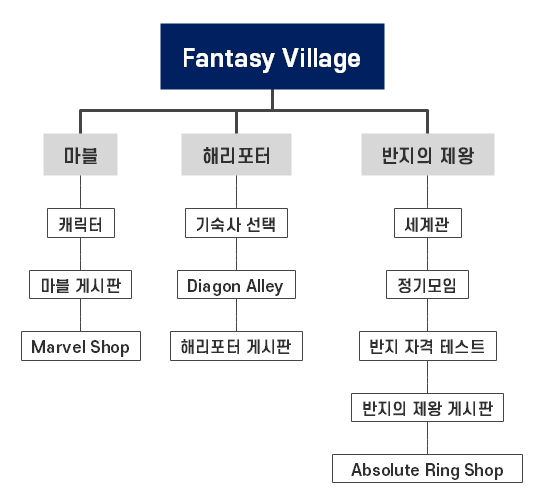 Fantasy Village
마블
해리포터
반지의 제왕
캐릭터
기숙사 선택
세계관
마블 게시판
Diagon Alley
정기모임
Marvel Shop
해리포터 게시판
반지 자격 테스트
반지의 제왕 게시판
Absolute Ring Shop